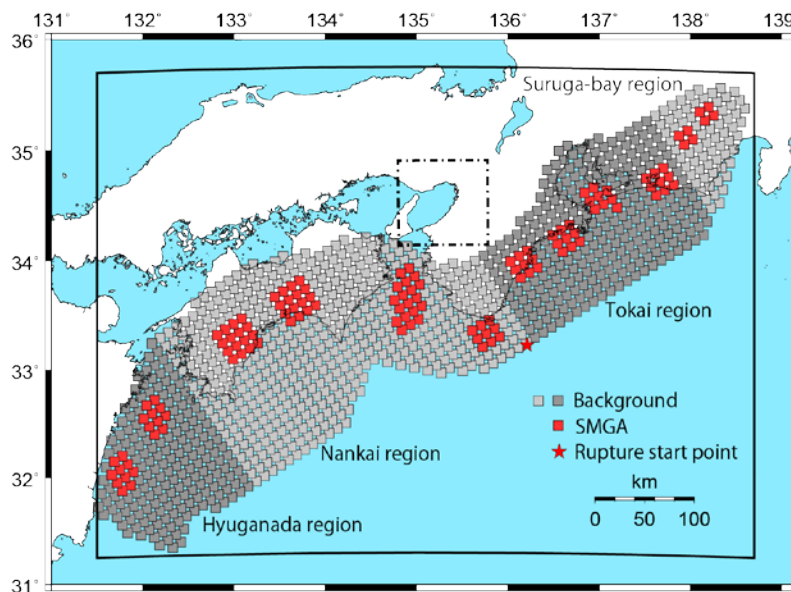 131° 132° 133° 134° 135° 136° 137° 138° 139
36°
Suruga-bay region
35°
34°
Tokai region
33°
Background
SMGA
Nankai region
Rupture start point
km
32°
0 50 100
Hyuganada region
31°